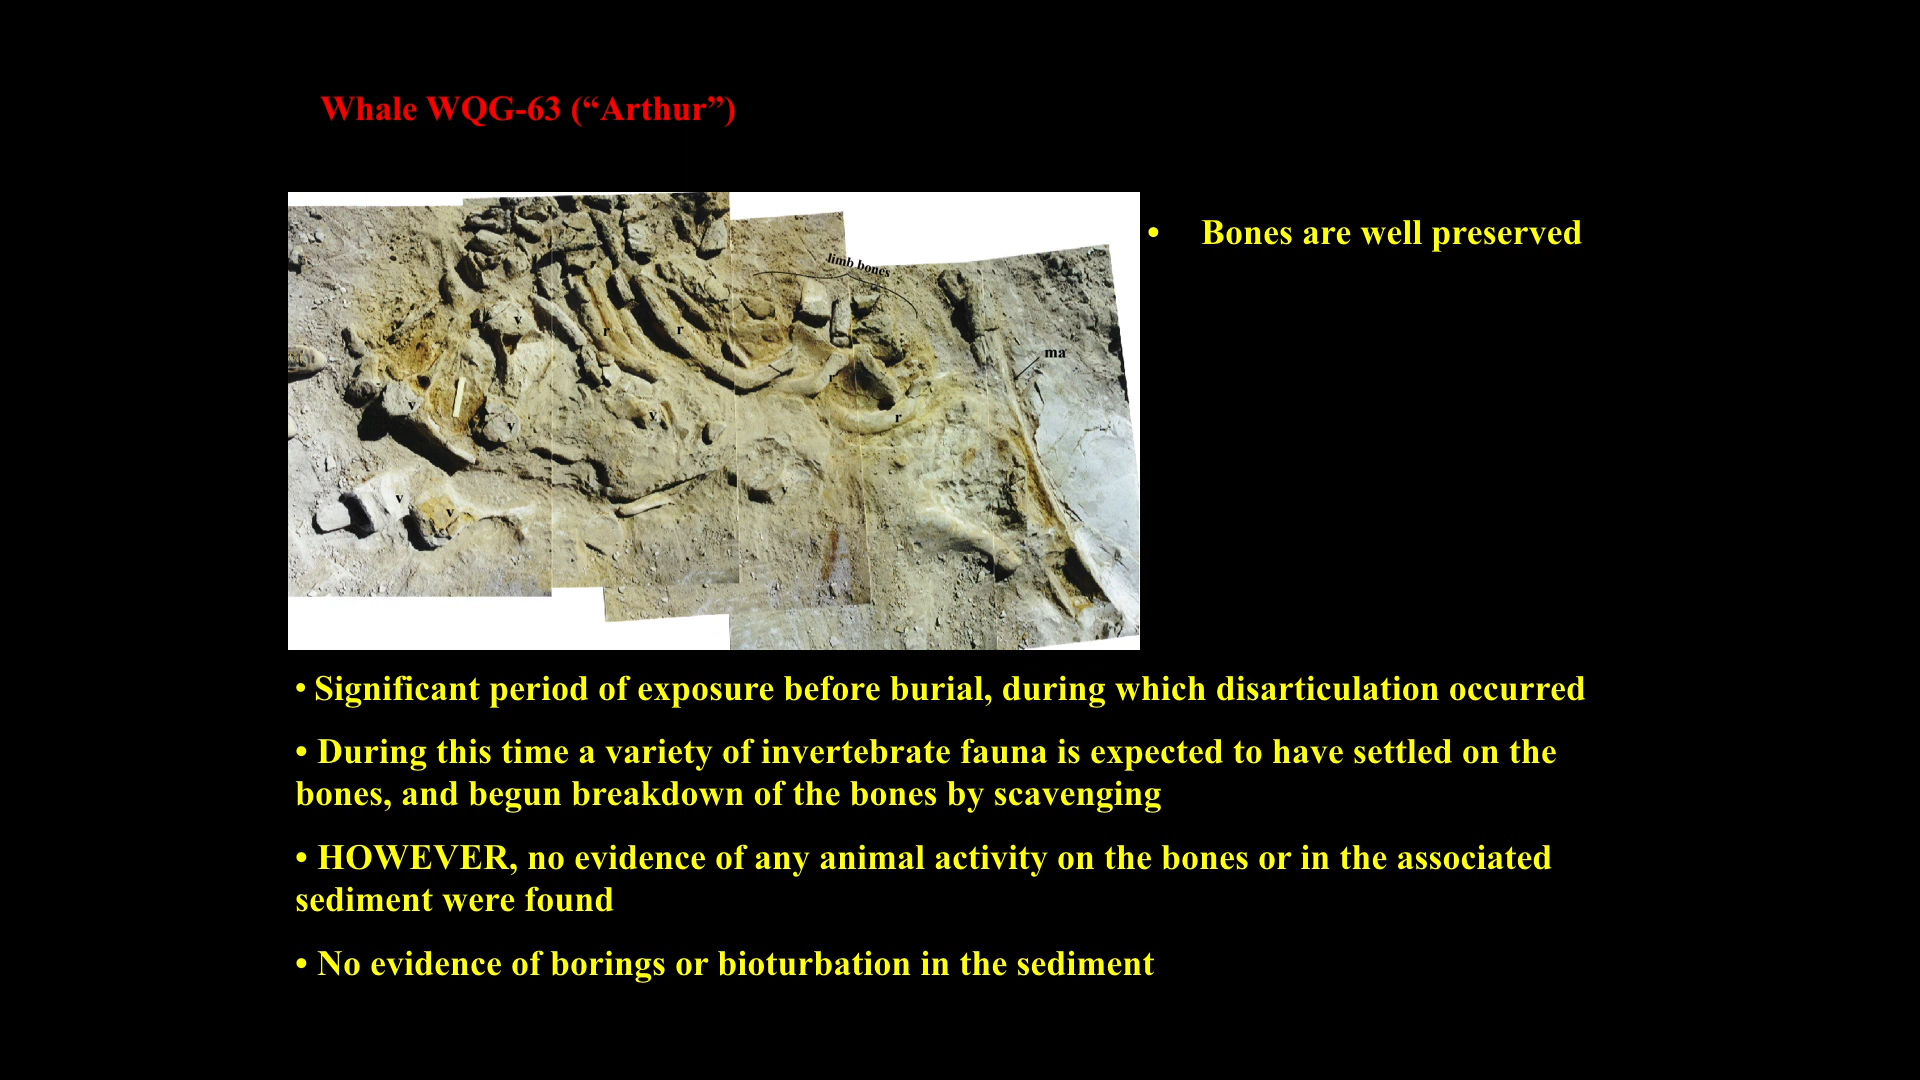 Whale WQG-63 (“Arthur”)
• Bones are well preserved
limb bones
v
r
r
ma
r
v
v
v
r
v
v
• Significant period of exposure before burial, during which disarticulation occurred
• During this time a variety of invertebrate fauna is expected to have settled on the
bones, and begun breakdown of the bones by scavenging
• HOWEVER, no evidence of any animal activity on the bones or in the associated
sediment were found
• No evidence of borings or bioturbation in the sediment